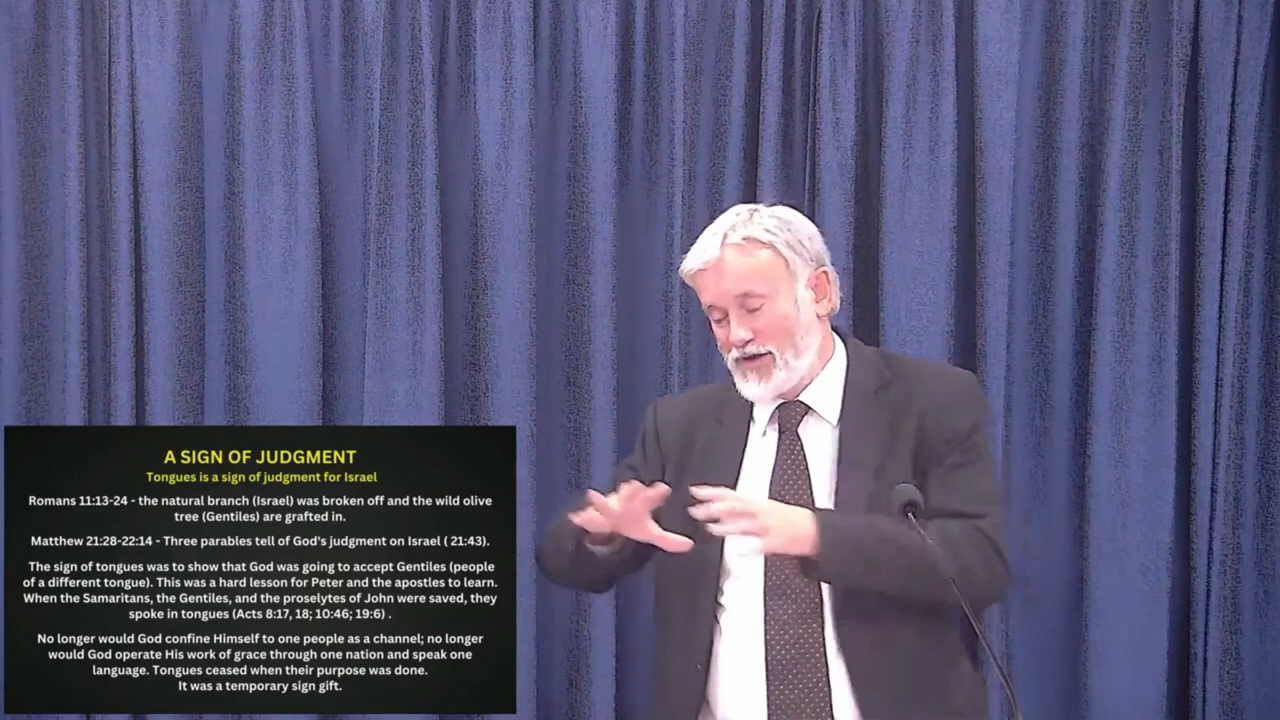 A SIGN OF JUDGMENT
Tongues is a sign of judgment for Israel
Romans 11:13-24 - the natural branch (Israel) was broken off and the wild olive
tree (Gentiles) are grafted in.
Matthew 21:28-22:14 - Three parables tell of God's judgment on Israel ( 21:43).
The sign of tongues was to show that God was going to accept Gentiles (people
of a different tongue). This was a hard lesson for Peter and the apostles to learn.
When the Samaritans, the Gentiles, and the proselytes of John were saved, they
spoke in tongues (Acts 8:17, 18; 10:46; 19:6) .
No longer would God confine Himself to one people as a channel; no longer
would God operate His work of grace through one nation and speak one
language. Tongues ceased when their purpose was done.
It was a temporary sign gift.